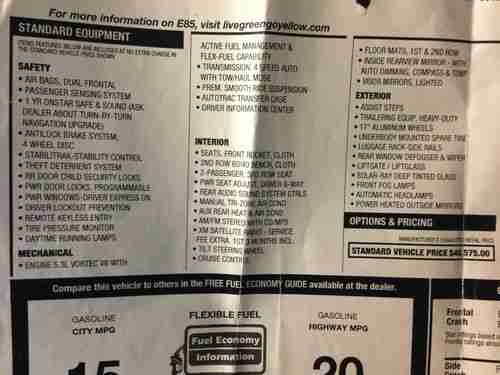 For more information on E85, visit livegreengoyellow.com
STANDARD EQUIPMENT
ITEMS FEATURED BELOW ARE INCLUDED AT NO EXTRA CHARGE IN
THE STANDARD VEHICLE PRICE SHOWN
SAFETY
• AIR BAGS, DUAL FRONTAL
• PASSENGER SENSING SYSTEM
• 1 YR ONSTAR SAFE & SOUND (ASK
DEALER ABOUT TURN-BY-TURN
NAVIGATION UPGRADE)
• ANTILOCK BRAKE SYSTEM,
4 WHEEL DISC
• STABILITRAK-STABILITY CONTROL
• THEFT DETERRENT SYSTEM
• RR DOOR CHILD SECURITY LOCKS
• PWR DOOR LOCKS, PROGRAMMABLE
• PWR WINDOWS-DRIVER EXPRESS DN
• DRIVER LOCKOUT PREVENTION
• REMOTE KEYLESS ENTRY
• TIRE PRESSURE MONITOR
• DAYTIME RUNNING LAMPS
MECHANICAL
• ENGINE 5.3L VORTEC V8 WITH
ACTIVE FUEL MANAGEMENT &
FLEX-FUEL CAPABILITY
• TRANSMISSION, 4 SPEED AUTO
WITH TOW/HAUL MODE
• PREM. SMOOTH RIDE SUSPENSION
• AUTOTRAC TRANSFER CASE
• DRIVER INFORMATION CENTER
INTERIOR
• SEATS, FRONT BUCKET, CLOTH
• 2ND ROW 60/40 BENCH, CLOTH
• 2-PASSENGER, 3RD ROW SEAT
• PWR SEAT ADJUST, DRIVER 6-WAY
• REAR AUDIO SYSTEM CTRLS
• MANUAL TRI-ZONE AIR COND
• AUX REAR HEAT & AIR COND
• AM/FM STEREO WITH CD/MP3
• XM SATELLITE RADIO - SERVICE
FEE EXTRA. 1ST 3 MONTHS INCL.
• TILT STEERING WHEEL
• CRUISE CONTROL
• FLOOR MATS, 1ST & 2ND ROW
• INSIDE REARVIEW MIRROR - WITH
AUTO DIMMING, COMPASS & TEMP
• VISOR MIRRORS, LIGHTED
EXTERIOR
• ASSIST STEPS
• TRAILERING EQUIP, HEAVY-DUTY
• 17" ALUMINUM WHEELS
• UNDERBODY MOUNTED SPARE TIRE
• LUGGAGE RACK-SIDE RAILS
• REAR WINDOW DEFOGGER & WIPER
• LIFTGATE / LIFTGLASS
• SOLAR-RAY DEEP TINTED GLASS
• FRONT FOG LAMPS
• AUTOMATIC HEADLAMPS
• POWER HEATED OUTSIDE MIRRORS
OPTIONS & PRICING
MANUFACTURER'S SUGGESTED RETAIL PRICE
STANDARD VEHICLE PRICE $40,575.00
Compare this vehicle to others in the FREE FUEL ECONOMY GUIDE available at the dealer.
GASOLINE
CITY MPG
15
FLEXIBLE FUEL
Fuel Economy
Information
GASOLINE
HIGHWAY MPG
20
Frontal
Crash
Star ratings based
Side